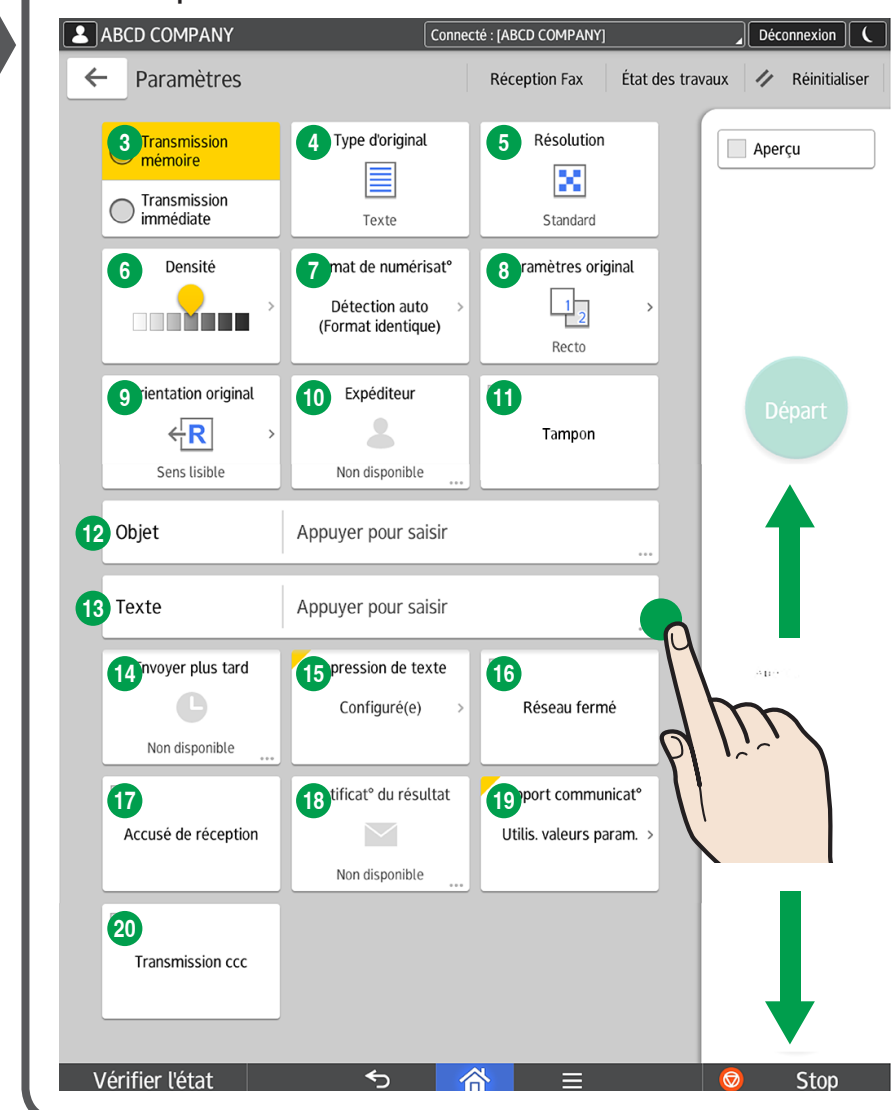 ABCD COMPANY
Connecté : [ABCD COMPANY]
Déconnexion
Paramètres
Réception Fax
État des travaux
Réinitialiser
3
Transmission
mémoire
Transmission
immédiate
4
Type d'original
Texte
5
Résolution
Standard
Aperçu
6
Densité
7
mat de numérisat°
Détection auto
(Format identique)
8
ramètres original
1
2
Recto
Départ
9
rientation original
R
Sens lisible
10
Expéditeur
Non disponible
...
11
Tampon
12
Objet
Appuyer pour saisir
...
13
Texte
Appuyer pour saisir
14
nvoyer plus tard
Non disponible
...
15
pression de texte
Configuré(e)
16
Réseau fermé
17
Accusé de réception
18
tificat° du résultat
Non disponible
...
19
port communicat°
Utilis. valeurs param.
20
Transmission ccc
Vérifier l'état
Stop